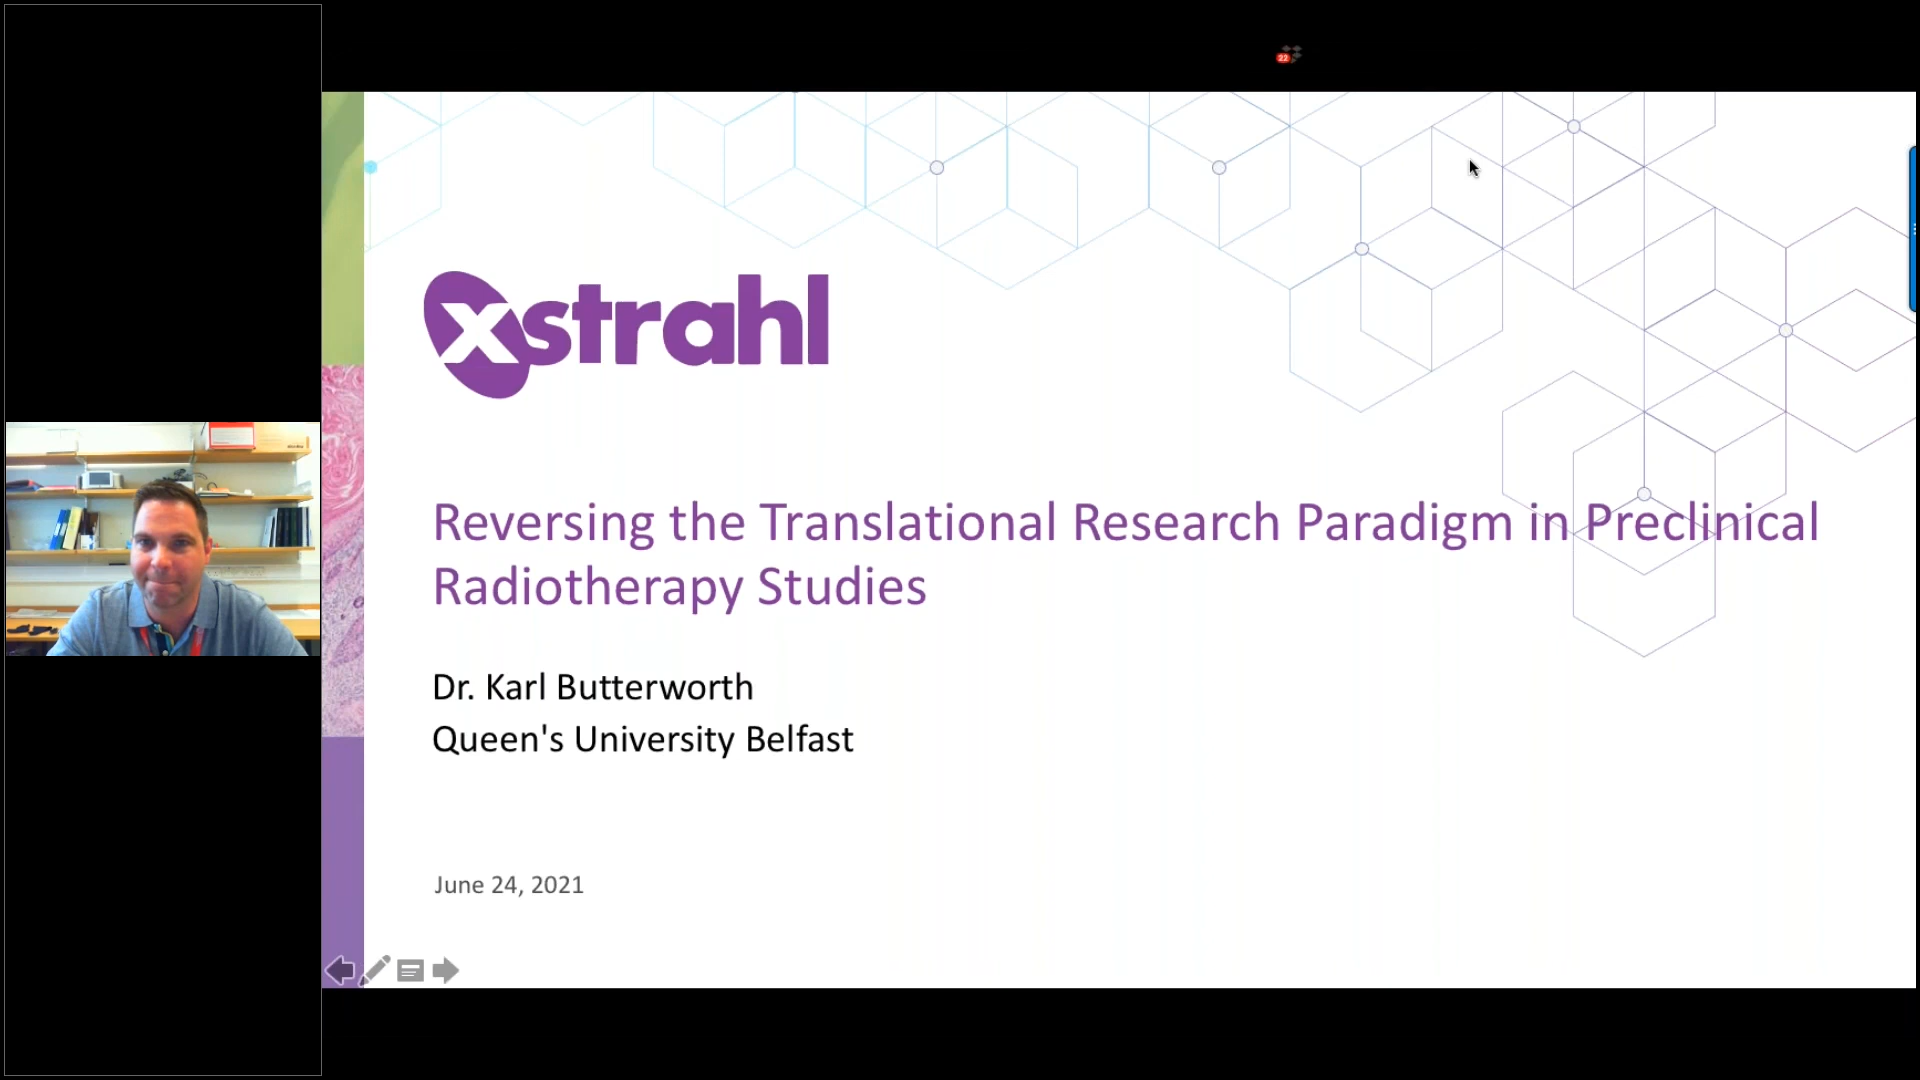 22
xstrahl
Reversing the Translational Research Paradigm in Preclinical
Radiotherapy Studies
Dr. Karl Butterworth
Queen's University Belfast
June 24, 2021